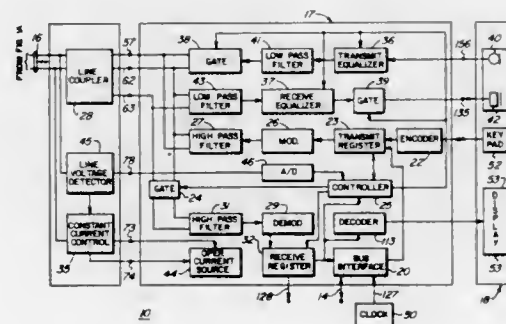 FROM FIG. 1A
16
57
62
63
LINE COUPLER
28
45
LINE VOLTAGE DETECTOR
78
CONSTANT CURRENT CONTROL
35
73
74
17
38
GATE
41
LOW PASS FILTER
36
TRANSMIT EQUALIZER
43
LOW PASS FILTER
37
RECEIVE EQUALIZER
39
GATE
27
HIGH PASS FILTER
26
MOD.
23
TRANSMIT REGISTER
ENCODER
22
46
A/D
GATE
24
CONTROLLER
25
31
HIGH PASS FILTER
29
DEMOD
DECODER
113
32
OPEN CURRENT SOURCE
44
RECEIVE REGISTER
BUS INTERFACE
20
128
14
127
CLOCK
10
156
40
135
42
KEY PAD
52
53
DISPLAY
53
18